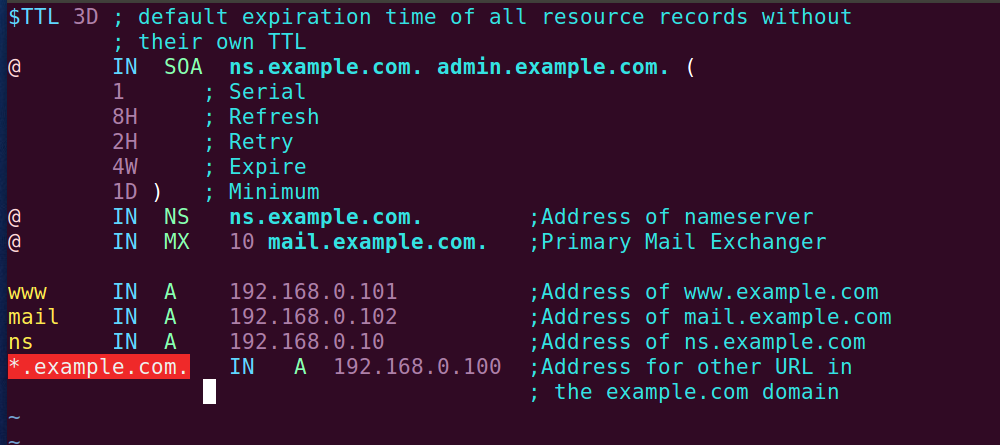 $TTL 3D ; default expiration time of all resource records without
        ; their own TTL
@       IN  SOA  ns.example.com. admin.example.com. (
        1      ; Serial
        8H     ; Refresh
        2H     ; Retry
        4W     ; Expire
        1D )   ; Minimum
@       IN  NS   ns.example.com.        ;Address of nameserver
@       IN  MX   10 mail.example.com.   ;Primary Mail Exchanger

www     IN  A    192.168.0.101          ;Address of www.example.com
mail    IN  A    192.168.0.102          ;Address of mail.example.com
ns      IN  A    192.168.0.10           ;Address of ns.example.com
*.example.com.   IN   A  192.168.0.100  ;Address for other URL in
                                        ; the example.com domain
~
~